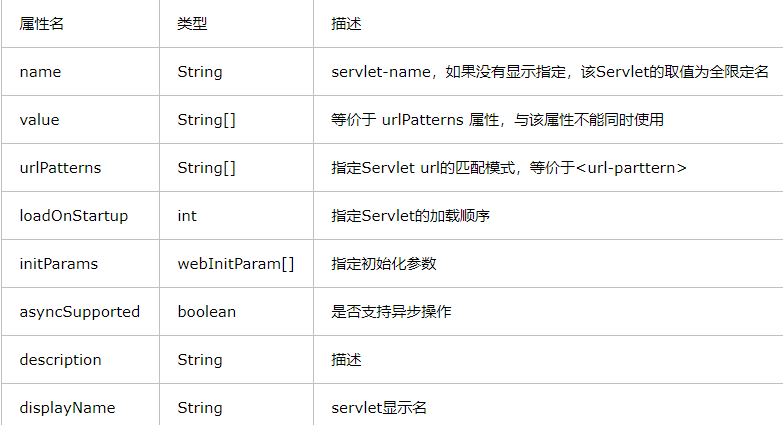 属性名 类型 描述
name String servlet-name，如果没有显示指定，该Servlet的取值为全限定名
value String[] 等价于 urlPatterns 属性，与该属性不能同时使用
urlPatterns String[] 指定Servlet url的匹配模式，等价于<url-parttern>
loadOnStartup int 指定Servlet的加载顺序
initParams webInitParam[] 指定初始化参数
asyncSupported boolean 是否支持异步操作
description String 描述
displayName String servlet显示名